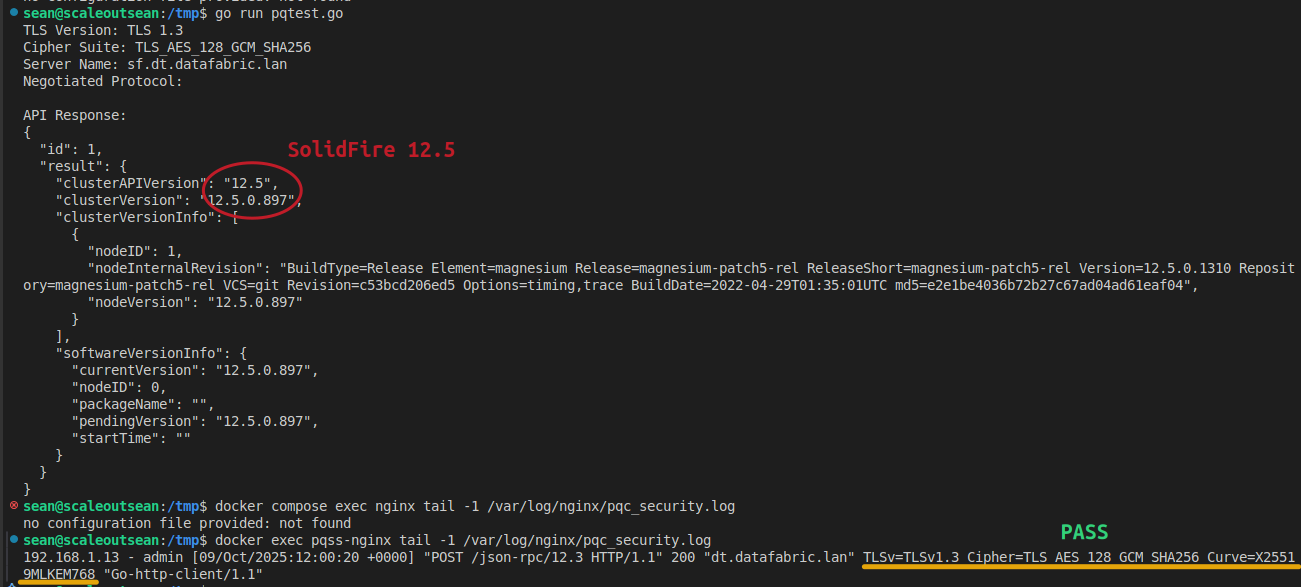 sean@scaleoutsean:/tmp$ go run pqtest.go
TLS Version: TLS 1.3
Cipher Suite: TLS_AES_128_GCM_SHA256
Server Name: sf.dt.datafabric.lan
Negotiated Protocol:
API Response:
{
  "id": 1,
SolidFire 12.5
  "result": {
    "clusterAPIVersion": "12.5",
    "clusterVersion": "12.5.0.897",
    "clusterVersionInfo": [
      {
        "nodeID": 1,
        "nodeInternalRevision": "BuildType=Release Element=magnesium Release=magnesium-patch5-rel ReleaseShort=magnesium-patch5-rel Version=12.5.0.1310 Reposit
ory=magnesium-patch5-rel VCS=git Revision=c53bcd206ed5 Options=timing,trace BuildDate=2022-04-29T01:35:01UTC md5=e2e1be4036b72b27c67ad04ad61eaf04",
        "nodeVersion": "12.5.0.897"
      }
    ],
    "softwareVersionInfo": {
      "currentVersion": "12.5.0.897",
      "nodeID": 0,
      "packageName": "",
      "pendingVersion": "12.5.0.897",
      "startTime": ""
    }
  }
}
sean@scaleoutsean:/tmp$ docker compose exec nginx tail -1 /var/log/nginx/pqc_security.log
no configuration file provided: not found
PASS
sean@scaleoutsean:/tmp$ docker exec pqss-nginx tail -1 /var/log/nginx/pqc_security.log
192.168.1.13 - admin [09/Oct/2025:12:00:20 +0000] "POST /json-rpc/12.3 HTTP/1.1" 200 "dt.datafabric.lan" TLSv=TLSv1.3 Cipher=TLS_AES_128_GCM_SHA256 Curve=X2551
9MLKEM768 "Go-http-client/1.1"